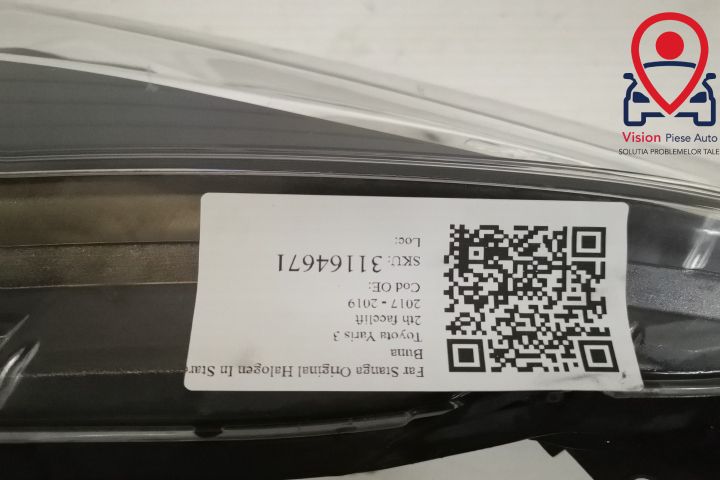 Vision Piese Auto
SOLUTIA PROBLEMELOR TALE
Far Stanga Original Halogen In Stare
Buna
Toyota Yaris 3
2th facelift
2017 - 2019
Cod OE:
SKU: 31164671
Loc: